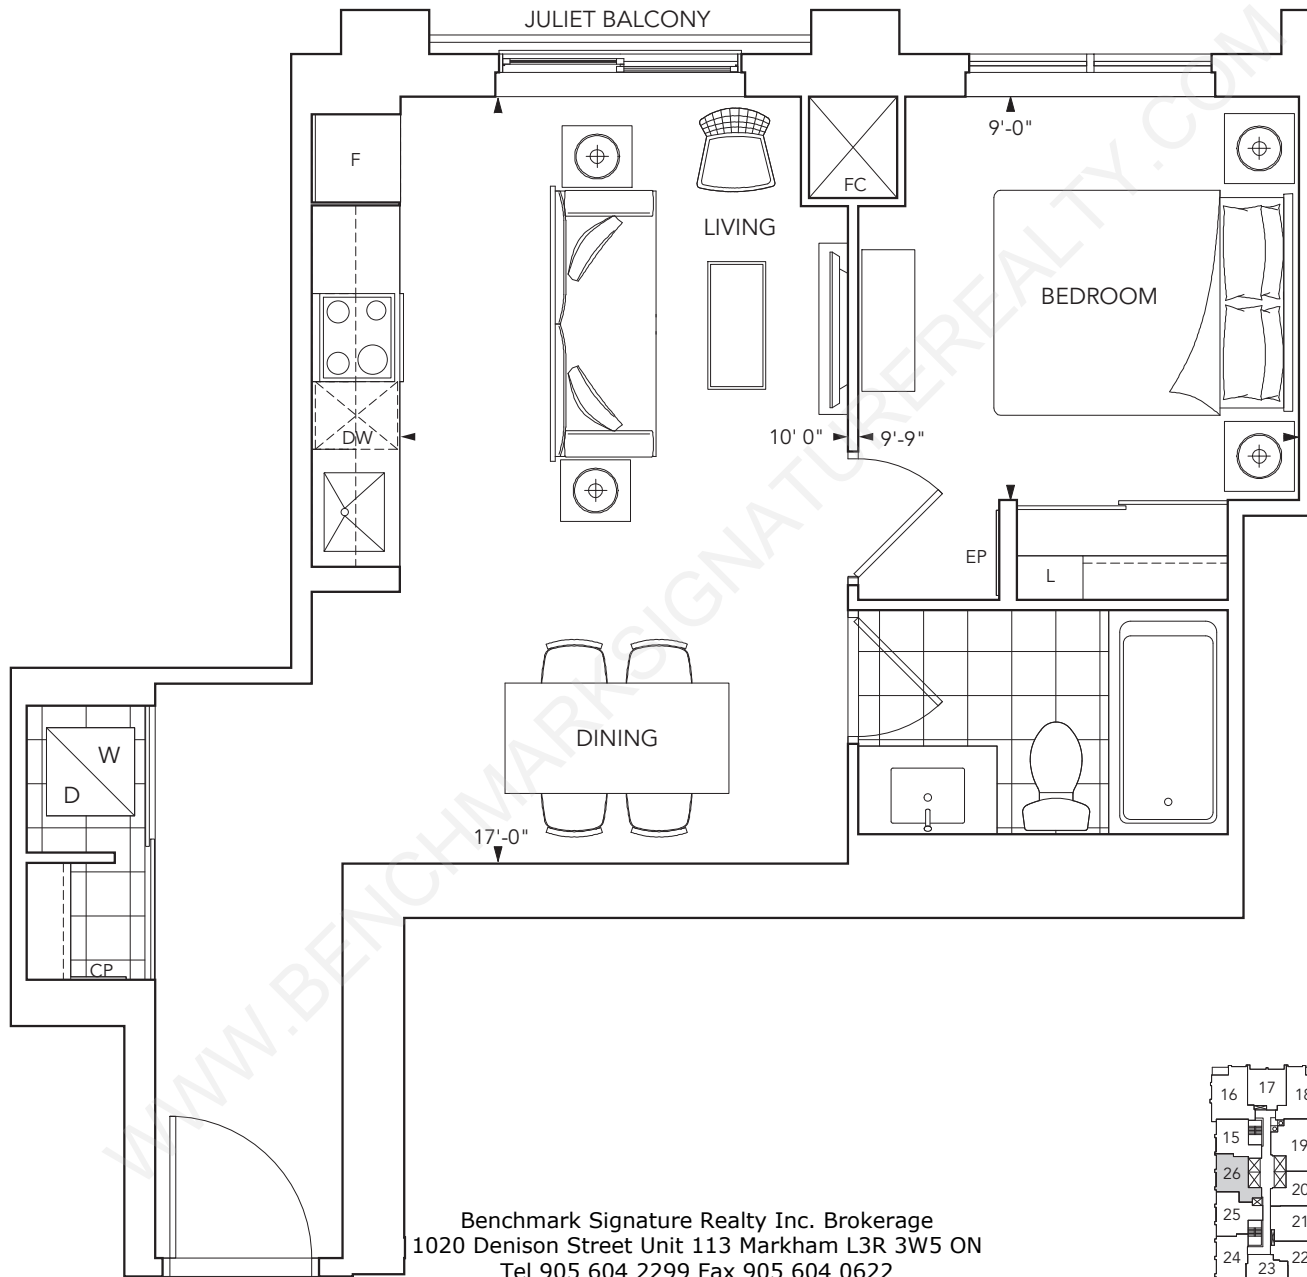 JULIET BALCONY
F
FC
9'-0"
LIVING
BEDROOM
DW
10' 0"
9'-9"
EP
L
W
D
DINING
17'-0"
CP
WWW.BENCHMARKSIGNATUREREALTY.COM
16
17
18
15
19
26
20
25
21
24
23
22
Benchmark Signature Realty Inc. Brokerage
1020 Denison Street Unit 113 Markham L3R 3W5 ON
Tel 905 604 2299 Fax 905 604 0622